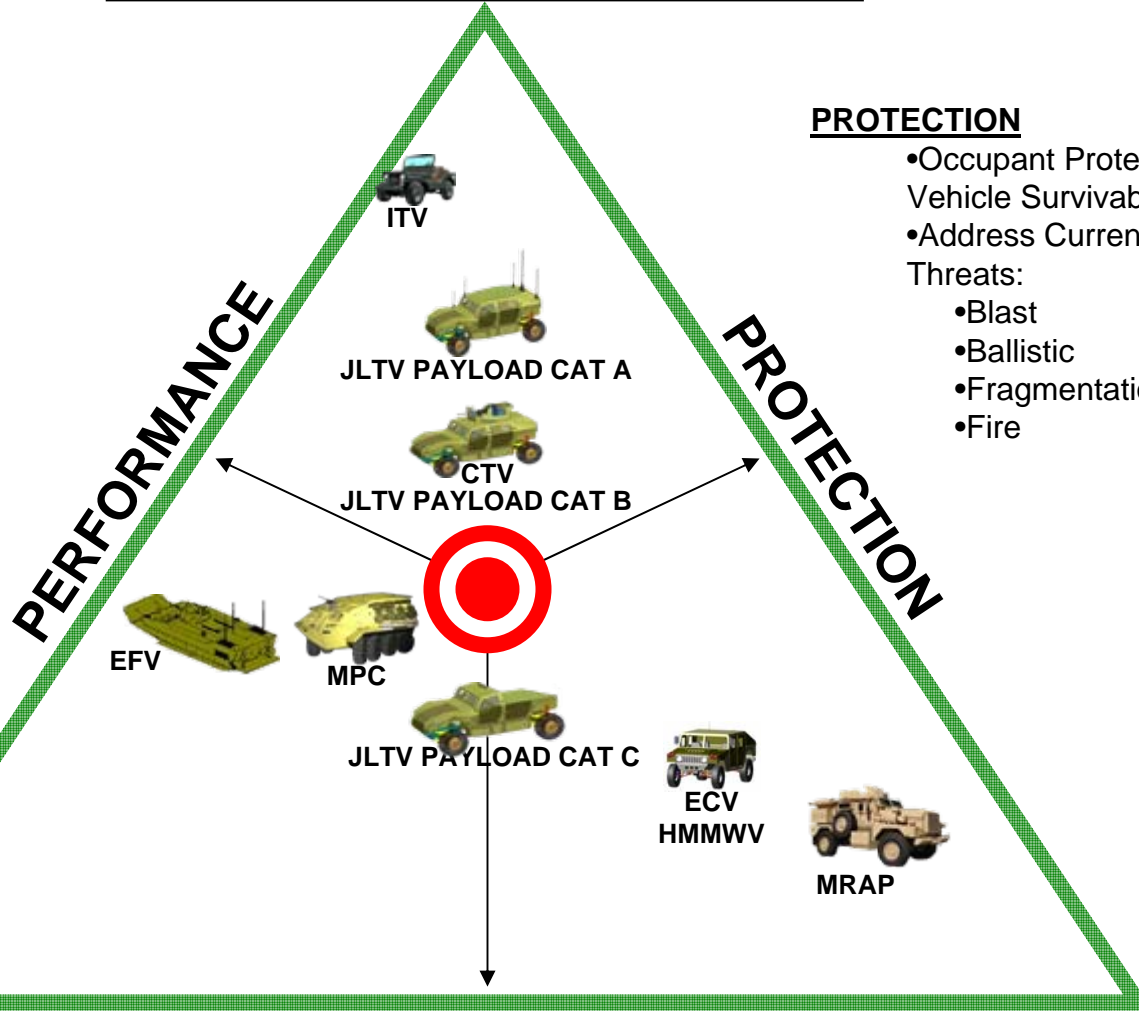 PROTECTION
•Occupant Prote
Vehicle Survivab
•Address Curren
Threats:
•Blast
•Ballistic
•Fragmentati
•Fire
ITV
JLTV PAYLOAD CAT A
CTV
JLTV PAYLOAD CAT B
PERFORMANCE
PROTECTION
EFV
MPC
JLTV PAYLOAD CAT C
ECV
HMMWV
MRAP